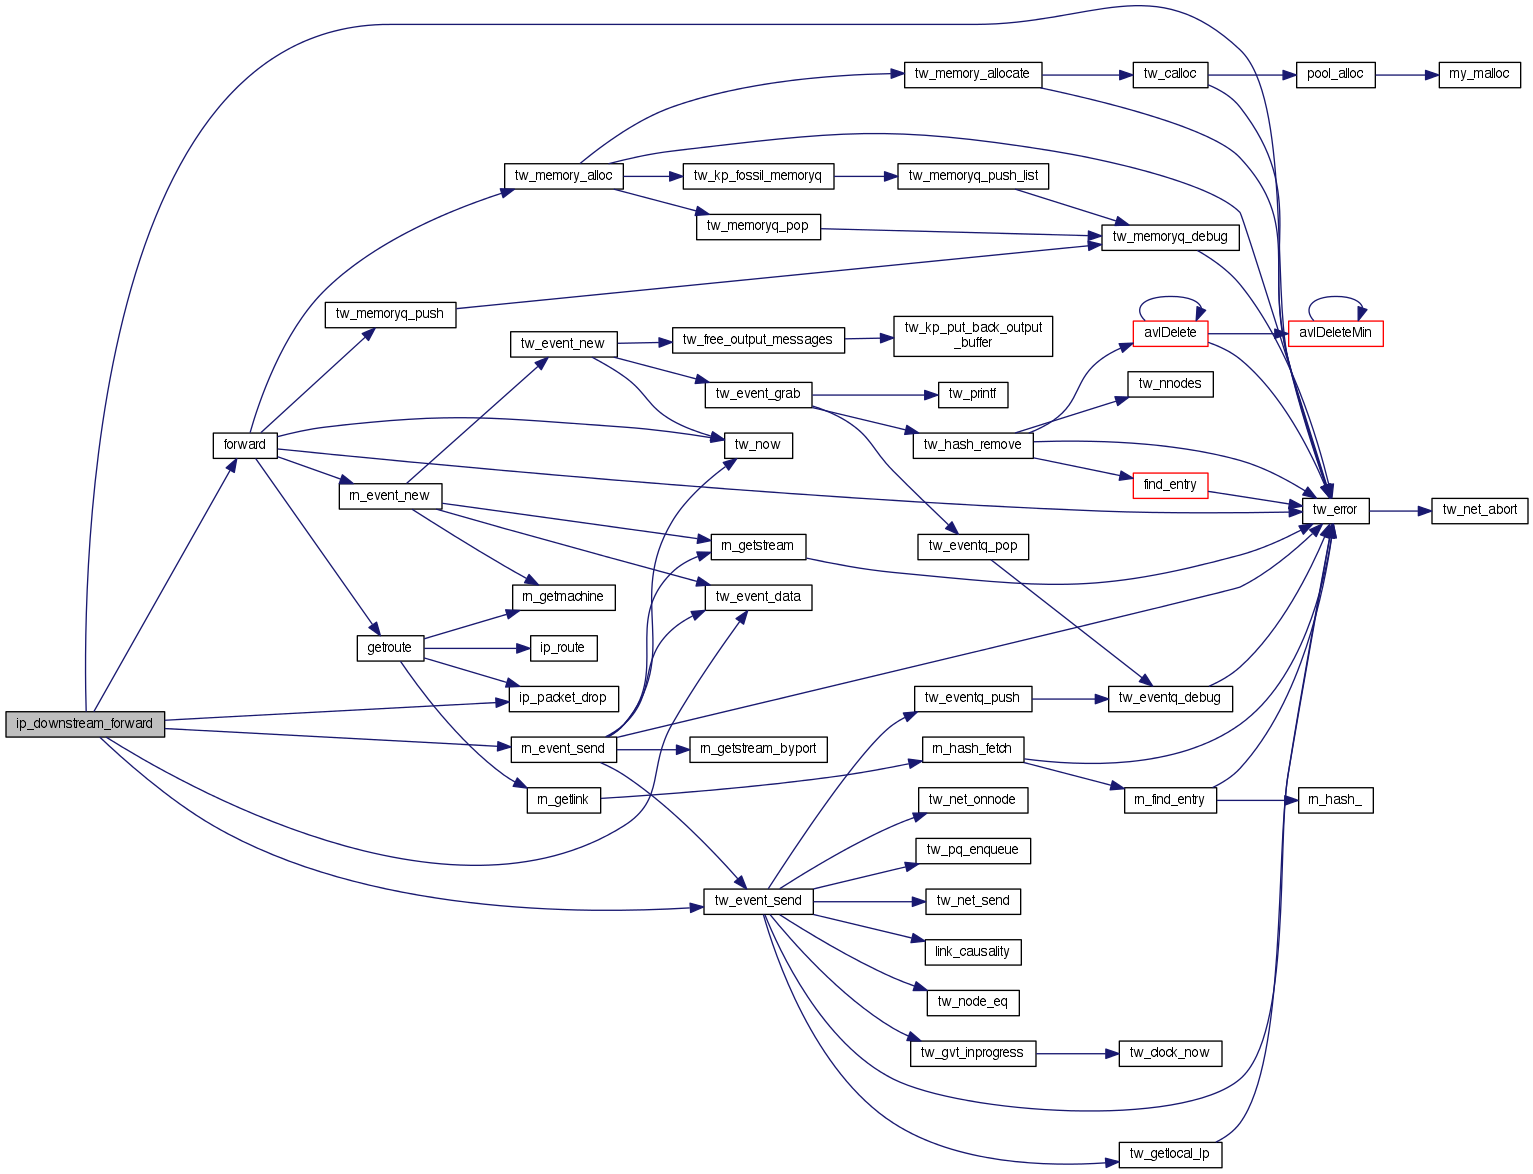 tw_memory_allocate
tw_calloc
pool_alloc
my_malloc
tw_memory_alloc
tw_kp_fossil_memoryq
tw_memoryq_push_list
tw_memoryq_pop
tw_memoryq_debug
tw_memoryq_push
tw_event_new
tw_free_output_messages
tw_kp_put_back_output
_buffer
avlDelete
avlDeleteMin
tw_event_grab
tw_printf
tw_nnodes
forward
tw_now
tw_hash_remove
rn_event_new
find_entry
tw_error
tw_net_abort
rn_getstream
tw_eventq_pop
rn_getmachine
tw_event_data
getroute
ip_route
ip_packet_drop
tw_eventq_push
tw_eventq_debug
ip_downstream_forward
rn_event_send
rn_getstream_byport
rn_hash_fetch
rn_getlink
tw_net_onnode
rn_find_entry
rn_hash_
tw_pq_enqueue
tw_event_send
tw_net_send
link_causality
tw_node_eq
tw_gvt_inprogress
tw_clock_now
tw_getlocal_lp